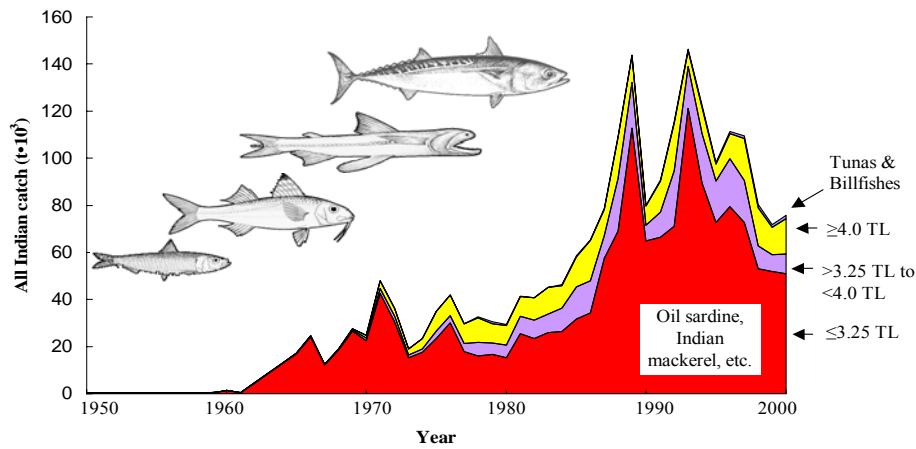 All Indian catch (t•10³)
160
140
120
100
80
60
40
20
0
1950
1960
1970
1980
1990
2000
Year
Tunas &
Billfishes
≥4.0 TL
>3.25 TL to
<4.0 TL
≤3.25 TL
Oil sardine,
Indian
mackerel, etc.